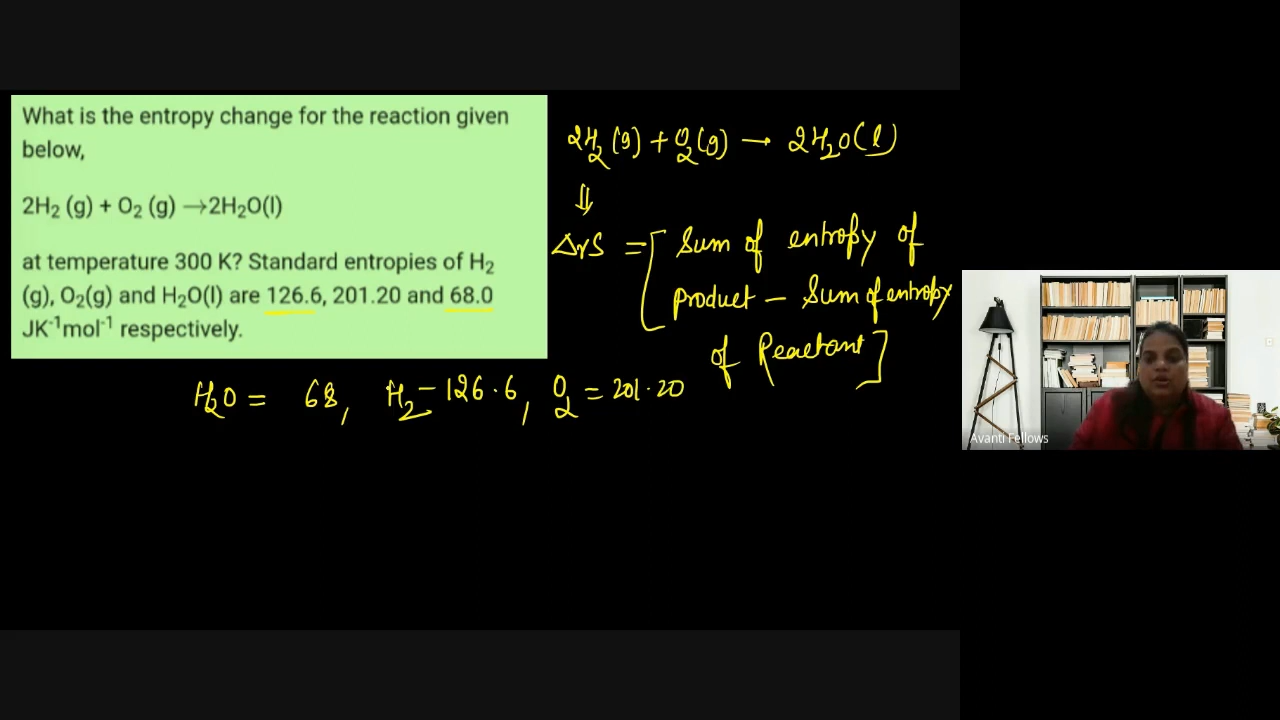 What is the entropy change for the reaction given
below,
2H₂ (g) + O₂ (g) →2H₂O(l)
at temperature 300 K? Standard entropies of H₂
(g), O₂(g) and H₂O(l) are 126.6, 201.20 and 68.0
JK⁻¹mol⁻¹ respectively.
2H₂(g) + O₂(g) → 2H₂O(l)
⇓
ΔrS = [Sum of entropy of
product – Sum of entropy
of Reactant]
H₂O = 68, H₂ – 126.6, O₂ = 201.20
Avanti Fellows